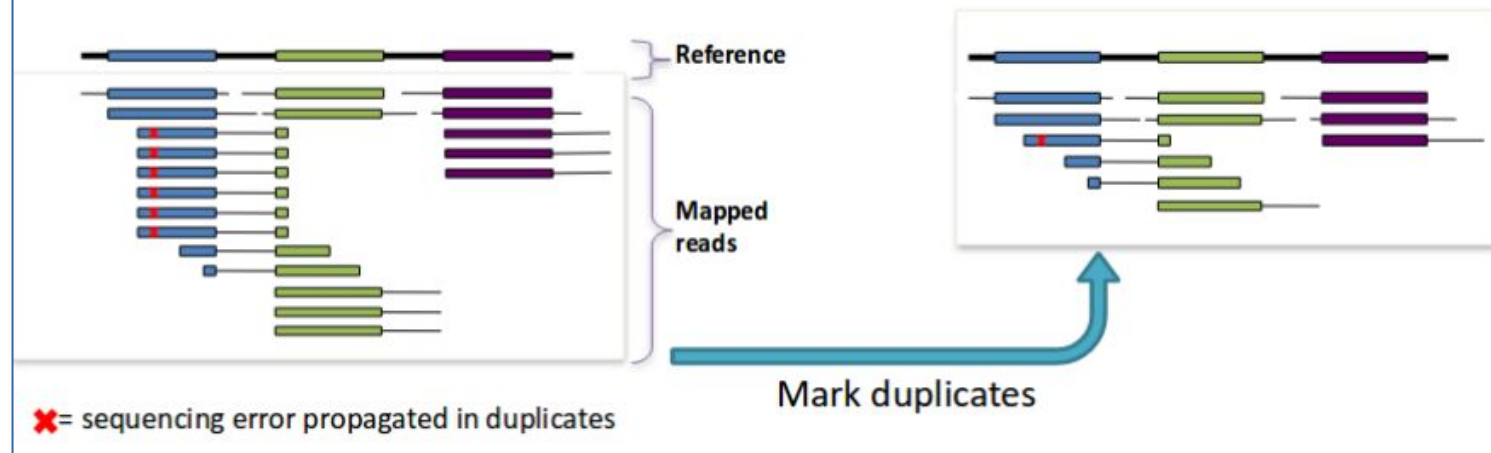 Reference
Mapped
reads
Mark duplicates
✖= sequencing error propagated in duplicates